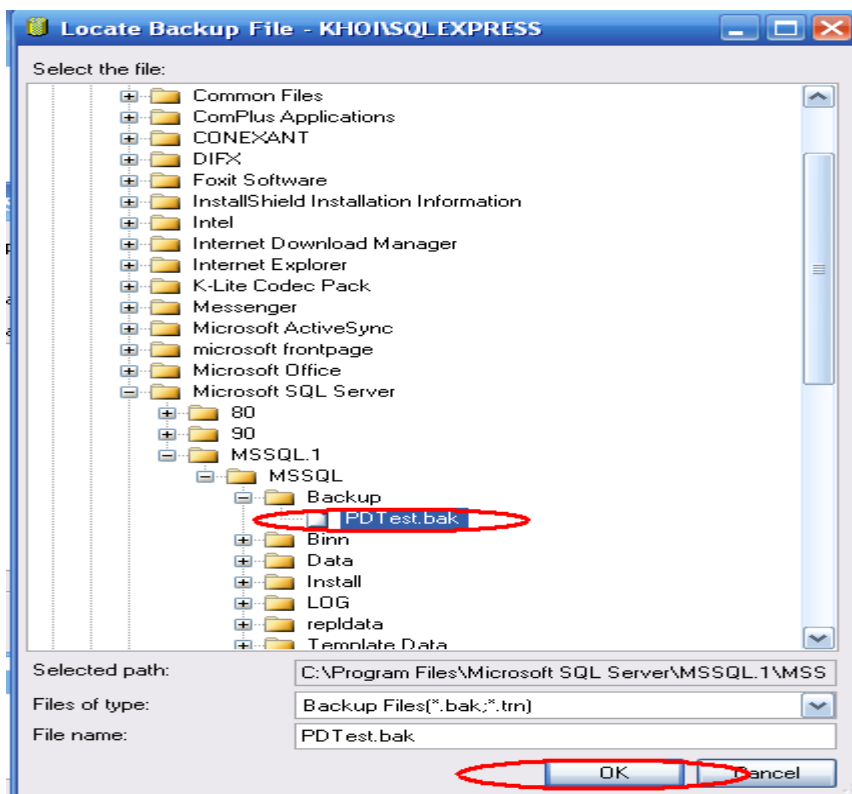 Locate Backup File - KHOI\SQLEXPRESS
Select the file:
Common Files
ComPlus Applications
CONEXANT
DIFX
Foxit Software
InstallShield Installation Information
Intel
Internet Download Manager
Internet Explorer
K-Lite Codec Pack
Messenger
Microsoft ActiveSync
microsoft frontpage
Microsoft Office
Microsoft SQL Server
80
90
MSSQL.1
MSSQL
Backup
PDTest.bak
Binn
Data
Install
LOG
repldata
Template Data
Selected path: C:\Program Files\Microsoft SQL Server\MSSQL.1\MSS
Files of type: Backup Files(*.bak;*.trn)
File name: PDTest.bak
OK Cancel